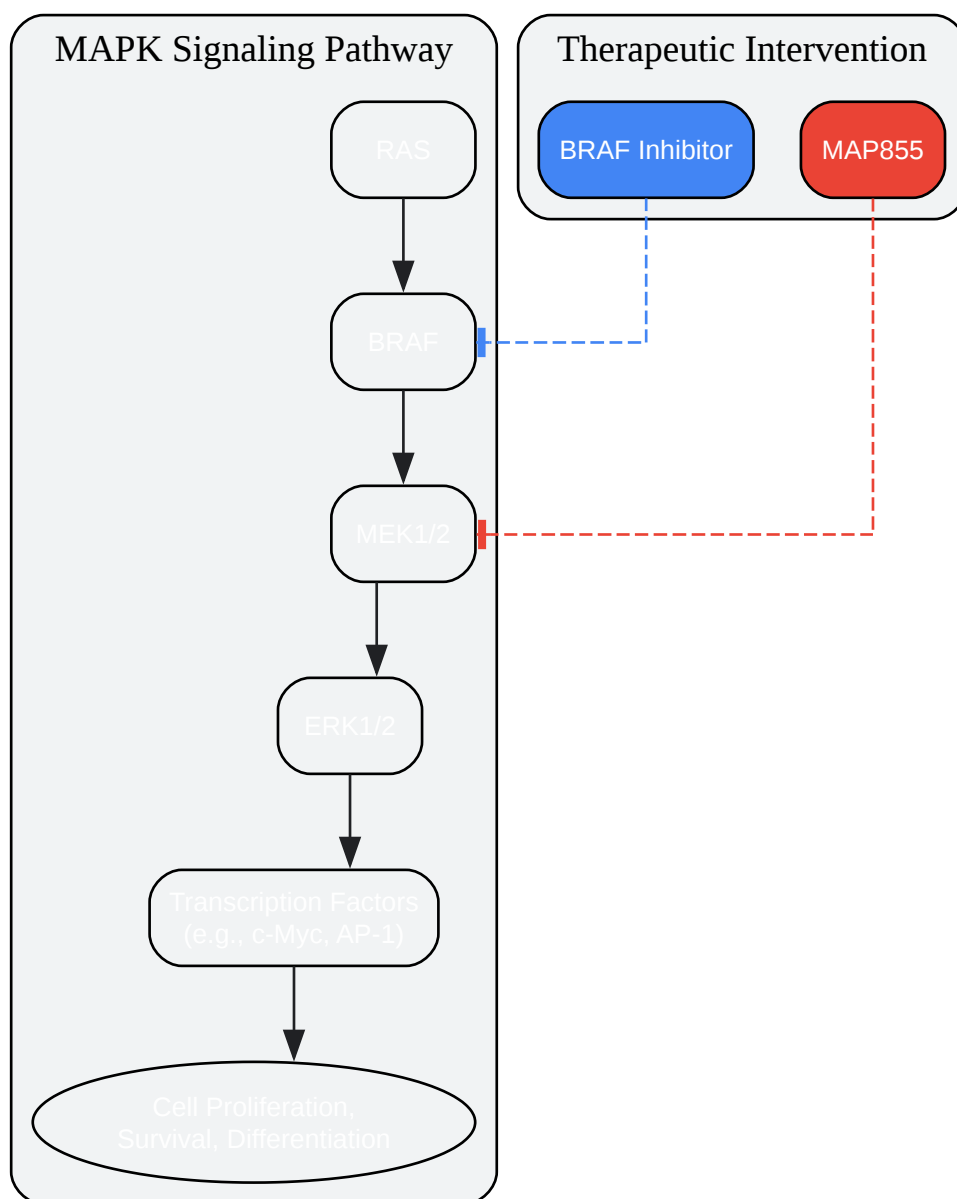 MAPK Signaling Pathway
Therapeutic Intervention
RAS
BRAF Inhibitor
MAP855
BRAF
MEK1/2
ERK1/2
Transcription Factors
(e.g., c-Myc, AP-1)
Cell Proliferation,
Survival, Differentiation